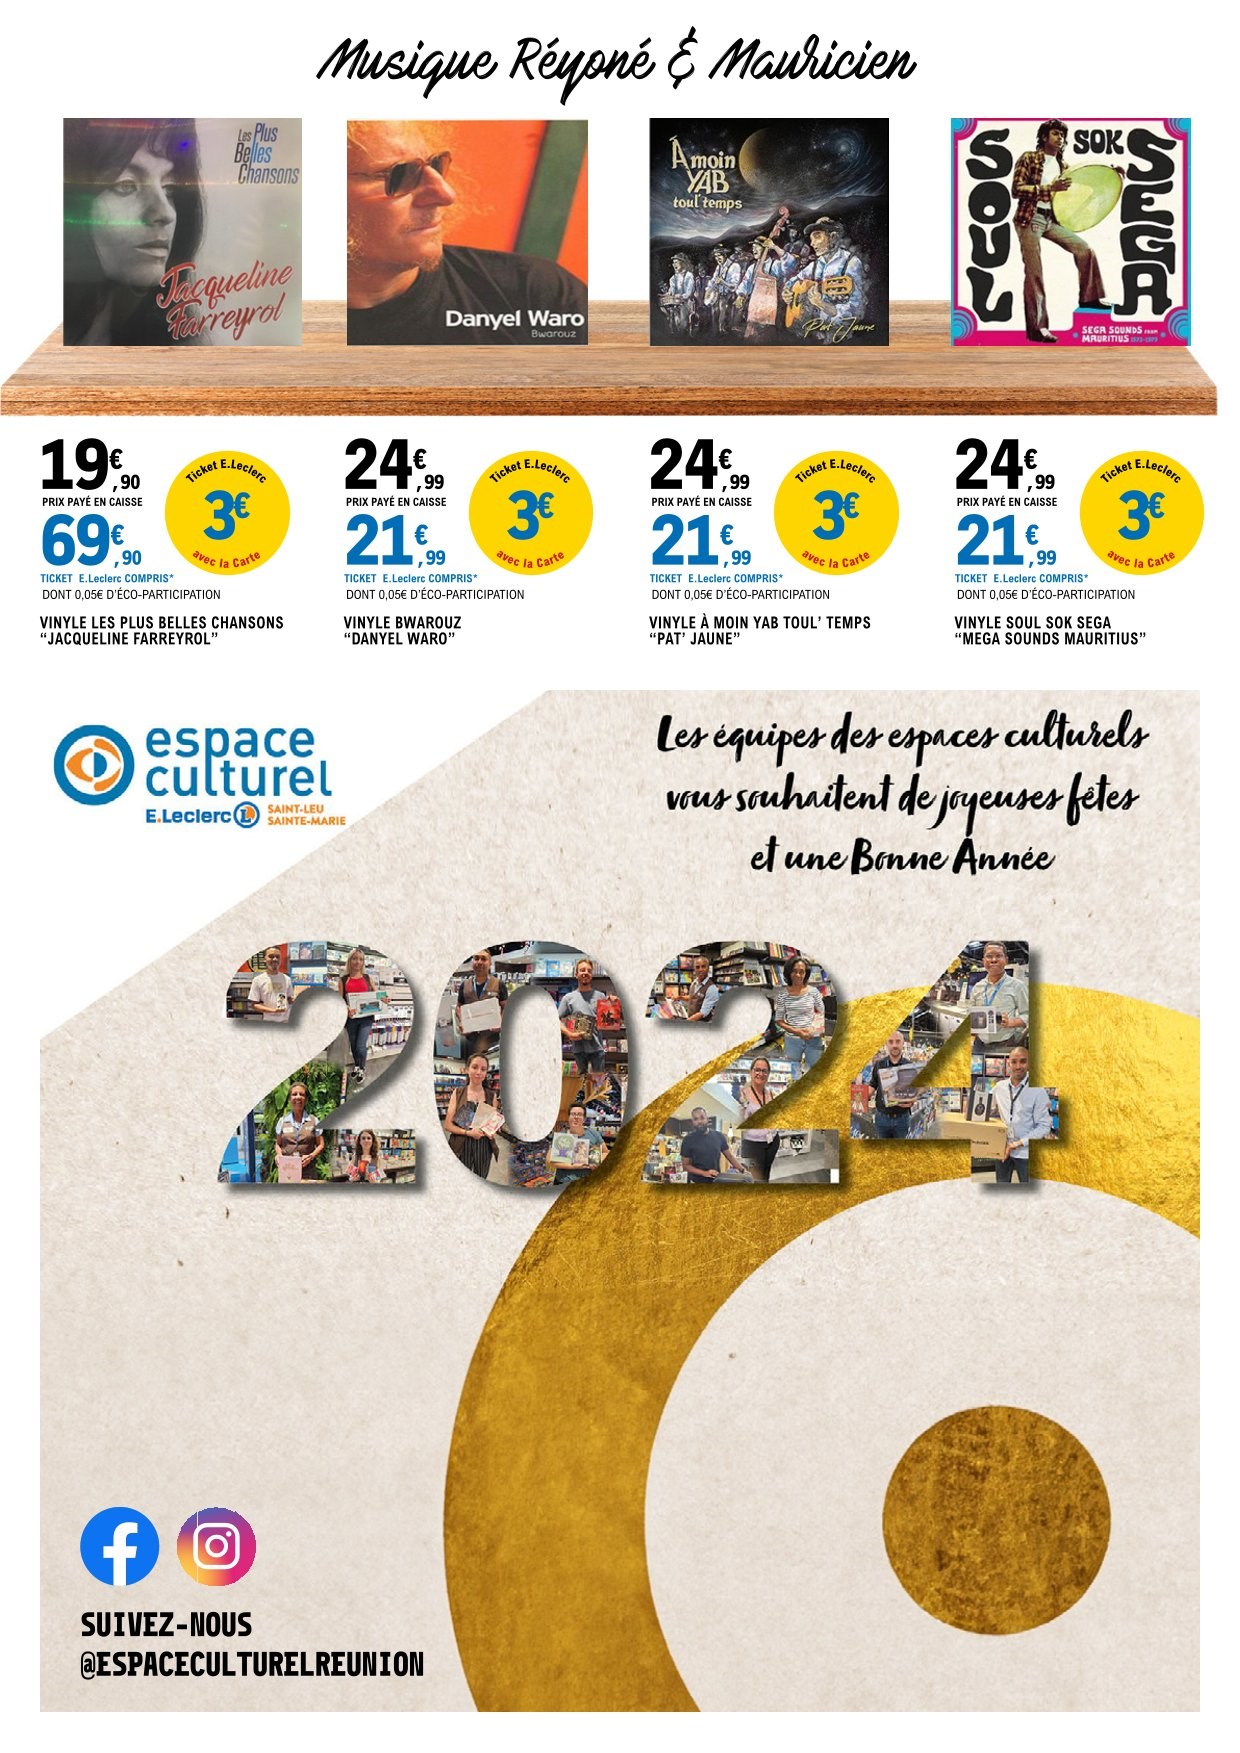 Musique Réyoné & Mauricien
Les Plus
Belles
Chansons
Jacqueline
Farreyrol
Danyel Waro
Bwarouz
À moin
YAB
toul' temps
Pat' Jaune
SOUL
SOK
SEGA
SEGA SOUNDS FROM
MAURITIUS 1973-1979
19€,90
PRIX PAYÉ EN CAISSE
69€,90
TICKET E.Leclerc COMPRIS*
DONT 0,05€ D'ÉCO-PARTICIPATION
VINYLE LES PLUS BELLES CHANSONS
“JACQUELINE FARREYROL”
Ticket E.Leclerc
3€
avec la Carte
24€,99
PRIX PAYÉ EN CAISSE
21€,99
TICKET E.Leclerc COMPRIS*
DONT 0,05€ D'ÉCO-PARTICIPATION
VINYLE BWAROUZ
“DANYEL WARO”
Ticket E.Leclerc
3€
avec la Carte
24€,99
PRIX PAYÉ EN CAISSE
21€,99
TICKET E.Leclerc COMPRIS*
DONT 0,05€ D'ÉCO-PARTICIPATION
VINYLE À MOIN YAB TOUL' TEMPS
“PAT' JAUNE”
Ticket E.Leclerc
3€
avec la Carte
24€,99
PRIX PAYÉ EN CAISSE
21€,99
TICKET E.Leclerc COMPRIS*
DONT 0,05€ D'ÉCO-PARTICIPATION
VINYLE SOUL SOK SEGA
“MEGA SOUNDS MAURITIUS”
Ticket E.Leclerc
3€
avec la Carte
espace
culturel
E.Leclerc L
SAINT-LEU
SAINTE-MARIE
Les équipes des espaces culturels
vous souhaitent de joyeuses fêtes
et une Bonne Année
2024
SUIVEZ-NOUS
@ESPACECULTURELREUNION